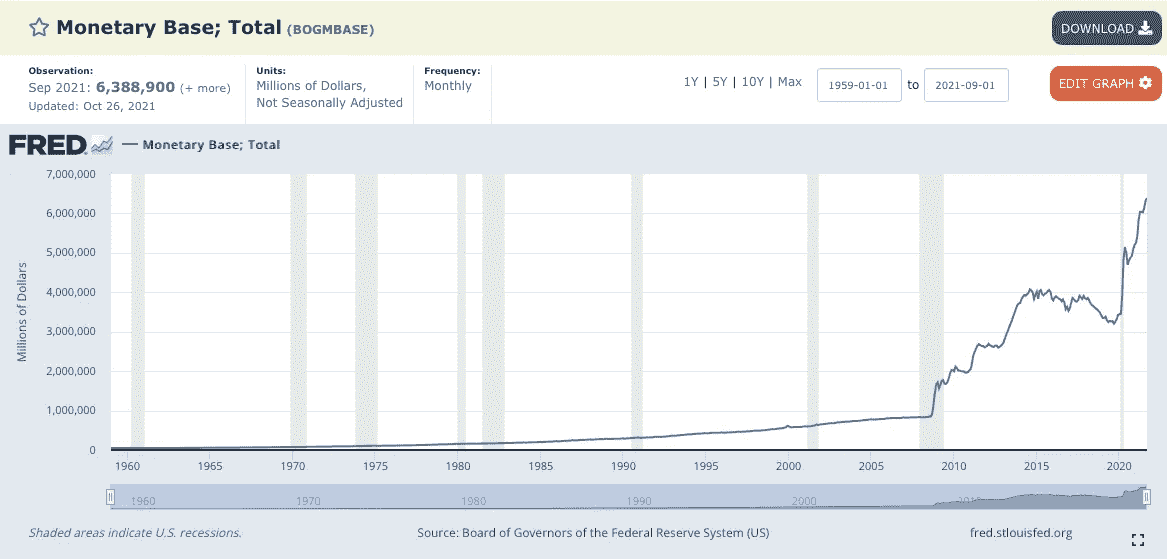 Monetary Base; Total (BOGMBASE)
DOWNLOAD
Observation:
Sep 2021: 6,388,900 (+ more)
Updated: Oct 26, 2021
Units:
Millions of Dollars,
Not Seasonally Adjusted
Frequency:
Monthly
1Y | 5Y | 10Y | Max
1959-01-01 to 2021-09-01
EDIT GRAPH
FRED
Monetary Base; Total
Millions of Dollars
7,000,000
6,000,000
5,000,000
4,000,000
3,000,000
2,000,000
1,000,000
0
1960 1965 1970 1975 1980 1985 1990 1995 2000 2005 2010 2015 2020
1960 1970 1980 1990 2000
Shaded areas indicate U.S. recessions.
Source: Board of Governors of the Federal Reserve System (US)
fred.stlouisfed.org